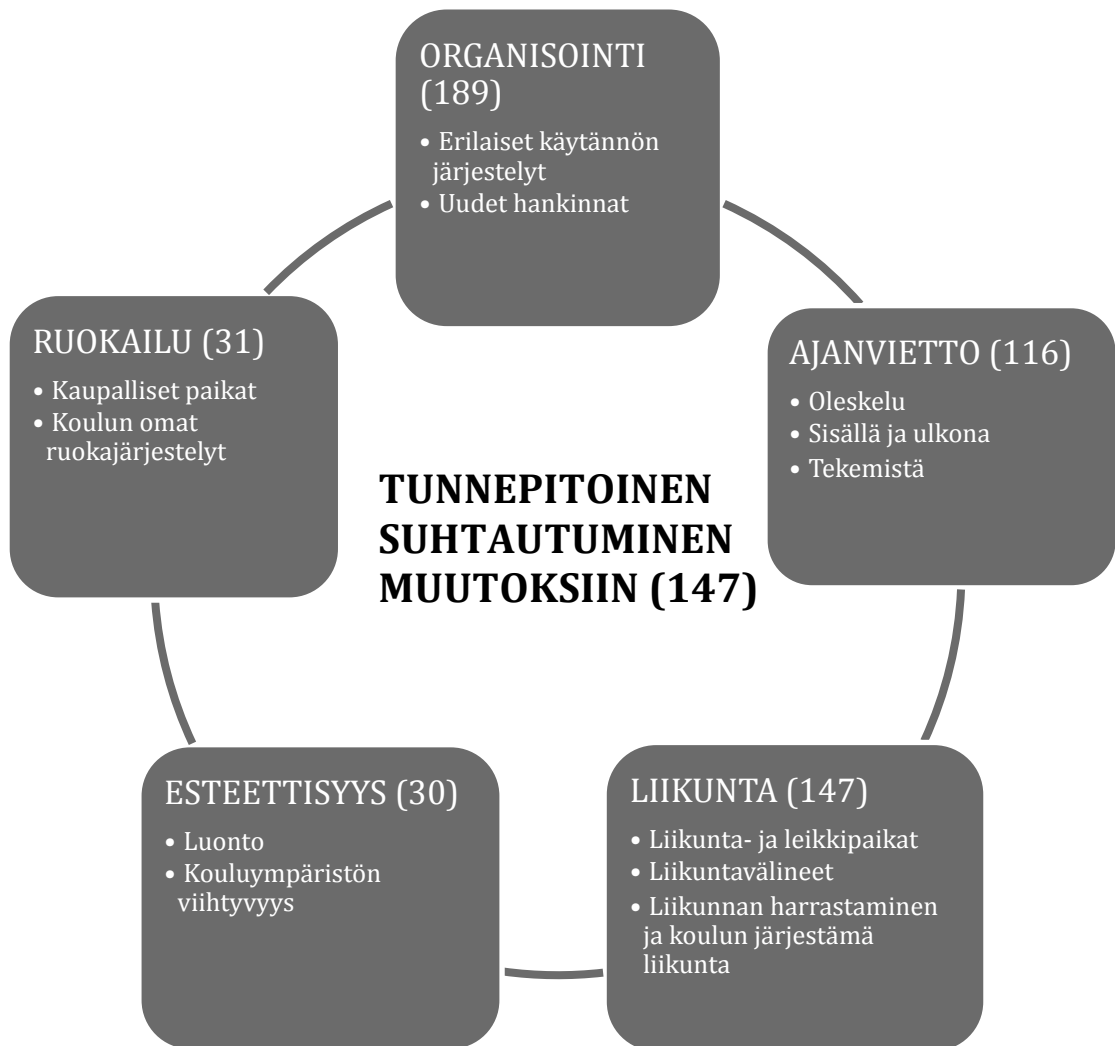 ORGANISOINTI
(189)
• Erilaiset käytännön
järjestelyt
• Uudet hankinnat
AJANVIETTO (116)
• Oleskelu
• Sisällä ja ulkona
• Tekemistä
LIIKUNTA (147)
• Liikunta- ja leikkipaikat
• Liikuntavälineet
• Liikunnan harrastaminen
ja koulun järjestämä
liikunta
ESTEETTISYYS (30)
• Luonto
• Kouluympäristön
viihtyvyys
RUOKAILU (31)
• Kaupalliset paikat
• Koulun omat
ruokajärjestelyt
TUNNEPITOINEN
SUHTAUTUMINEN
MUUTOKSIIN (147)